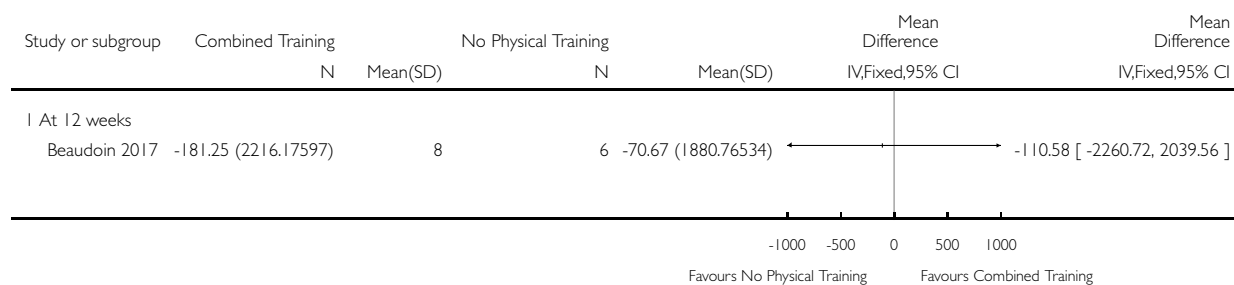 Mean Mean
Study or subgroup Combined Training No Physical Training Difference Difference
N Mean(SD) N Mean(SD) IV,Fixed,95% CI IV,Fixed,95% CI
1 At 12 weeks
Beaudoin 2017 -181.25 (2216.17597) 8 6 -70.67 (1880.76534) -110.58 [ -2260.72, 2039.56 ]
-1000 -500 0 500 1000
Favours No Physical Training Favours Combined Training